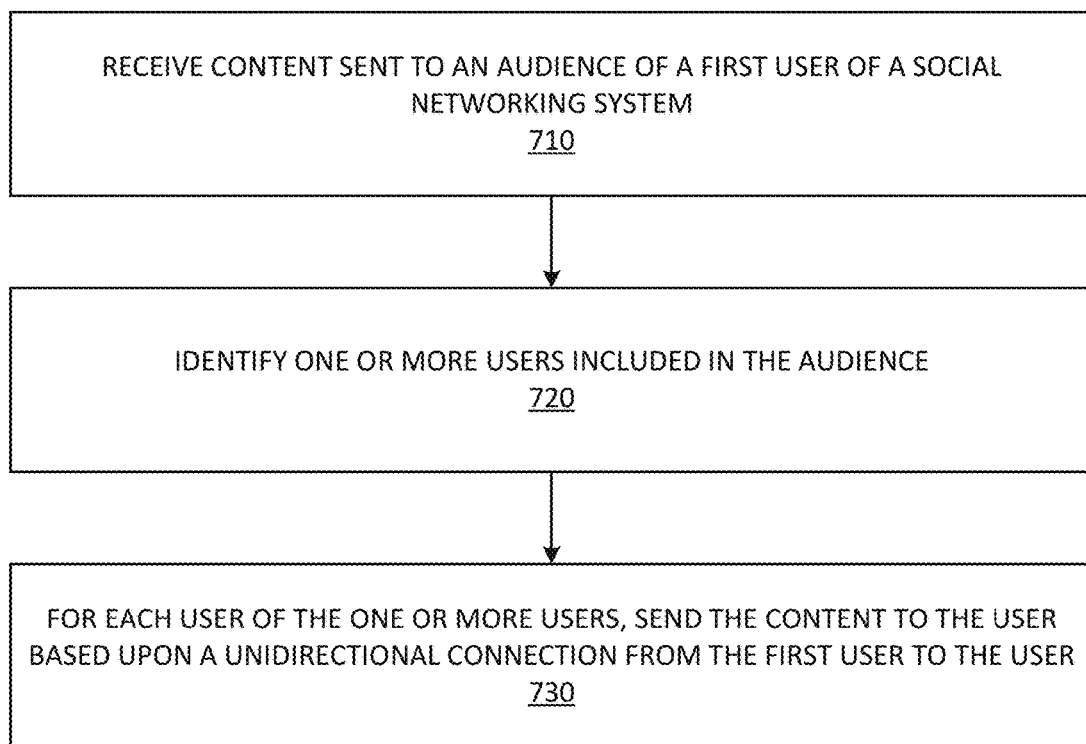 RECEIVE CONTENT SENT TO AN AUDIENCE OF A FIRST USER OF A SOCIAL
NETWORKING SYSTEM
710
IDENTIFY ONE OR MORE USERS INCLUDED IN THE AUDIENCE
720
FOR EACH USER OF THE ONE OR MORE USERS, SEND THE CONTENT TO THE USER
BASED UPON A UNIDIRECTIONAL CONNECTION FROM THE FIRST USER TO THE USER
730